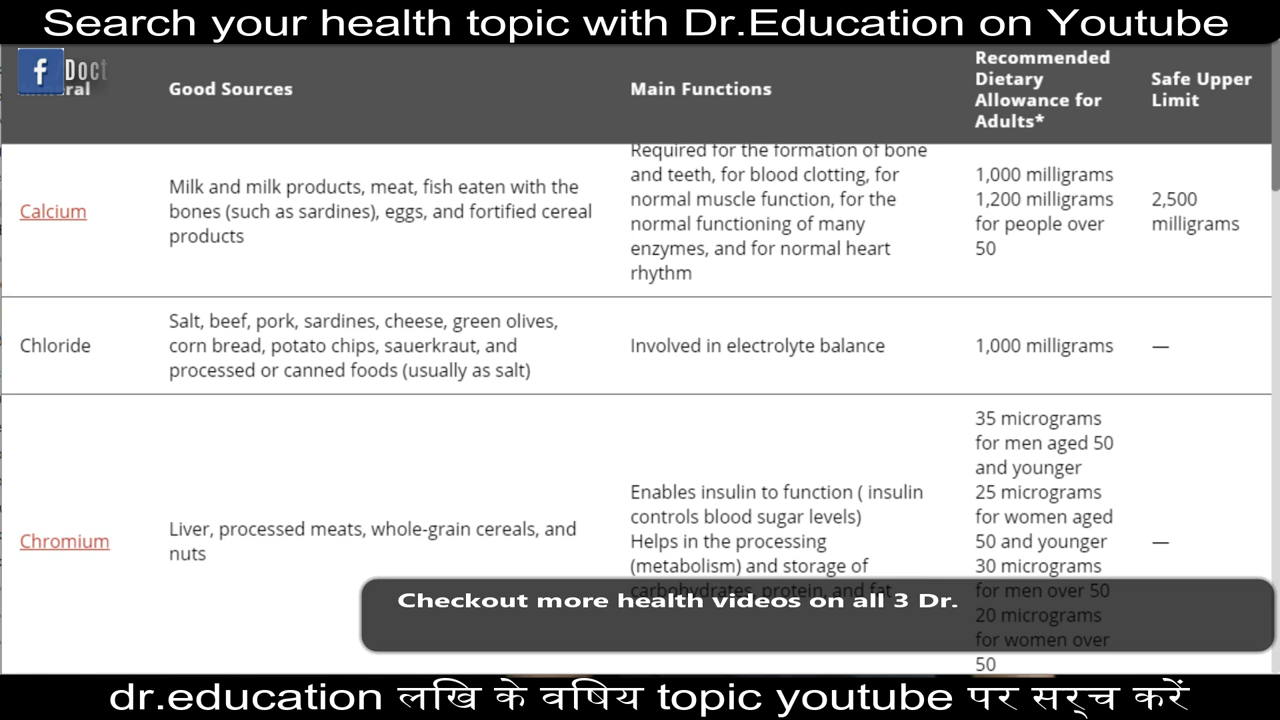 Search your health topic with Dr.Education on Youtube
f Doct
ral
Good Sources
Main Functions
Recommended
Dietary
Allowance for
Adults*
Safe Upper
Limit
Calcium
Milk and milk products, meat, fish eaten with the
bones (such as sardines), eggs, and fortified cereal
products
Required for the formation of bone
and teeth, for blood clotting, for
normal muscle function, for the
normal functioning of many
enzymes, and for normal heart
rhythm
1,000 milligrams
1,200 milligrams
for people over
50
2,500
milligrams
Chloride
Salt, beef, pork, sardines, cheese, green olives,
corn bread, potato chips, sauerkraut, and
processed or canned foods (usually as salt)
Involved in electrolyte balance
1,000 milligrams
—
Chromium
Liver, processed meats, whole-grain cereals, and
nuts
Enables insulin to function ( insulin
controls blood sugar levels)
Helps in the processing
(metabolism) and storage of
carbohydrates, protein, and fat
35 micrograms
for men aged 50
and younger
25 micrograms
for women aged
50 and younger
30 micrograms
for men over 50
20 micrograms
for women over
50
—
Checkout more health videos on all 3 Dr.
dr.education लखि के वषिय topic youtube पर सर्च करें